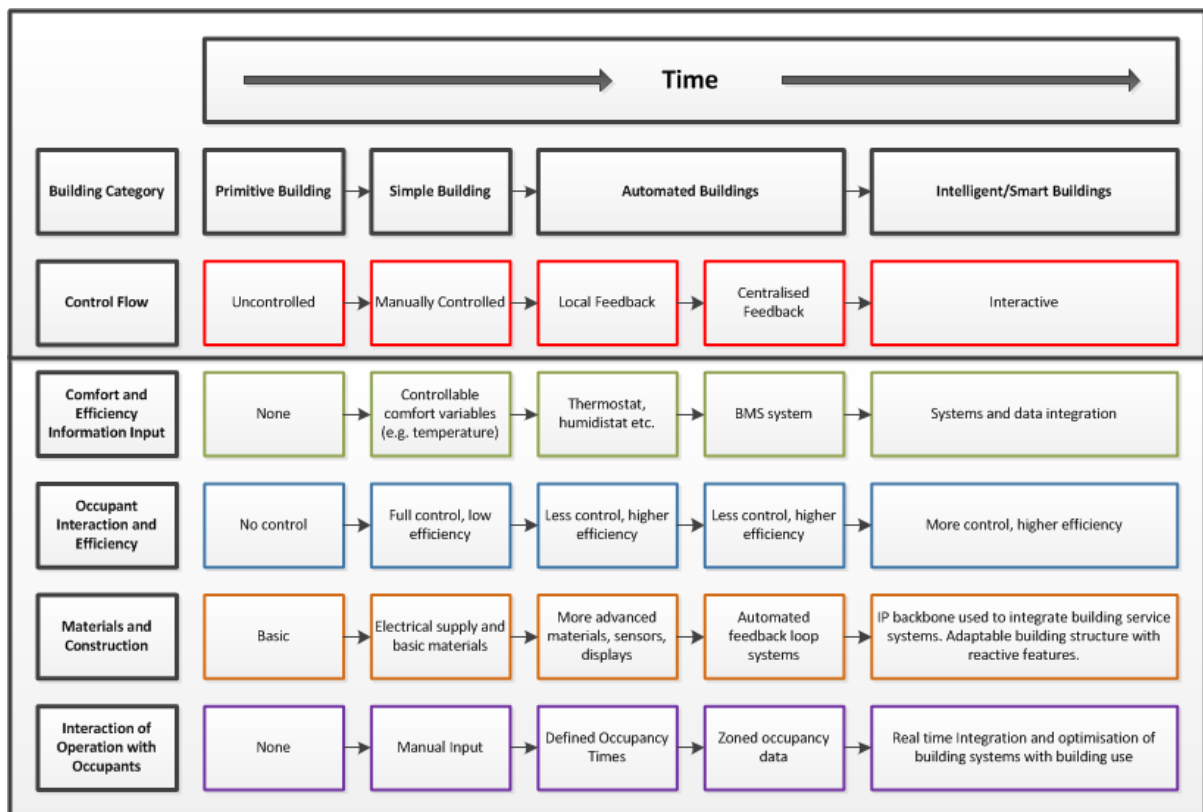 Time
Building Category
Primitive Building
Simple Building
Automated Buildings
Intelligent/Smart Buildings
Control Flow
Uncontrolled
Manually Controlled
Local Feedback
Centralised
Feedback
Interactive
Comfort and
Efficiency
Information Input
None
Controllable
comfort variables
(e.g. temperature)
Thermostat,
humidistat etc.
BMS system
Systems and data integration
Occupant
Interaction and
Efficiency
No control
Full control, low
efficiency
Less control, higher
efficiency
Less control, higher
efficiency
More control, higher efficiency
Materials and
Construction
Basic
Electrical supply and
basic materials
More advanced
materials, sensors,
displays
Automated
feedback loop
systems
IP backbone used to integrate building service
systems. Adaptable building structure with
reactive features.
Interaction of
Operation with
Occupants
None
Manual Input
Defined Occupancy
Times
Zoned occupancy
data
Real time Integration and optimisation of
building systems with building use